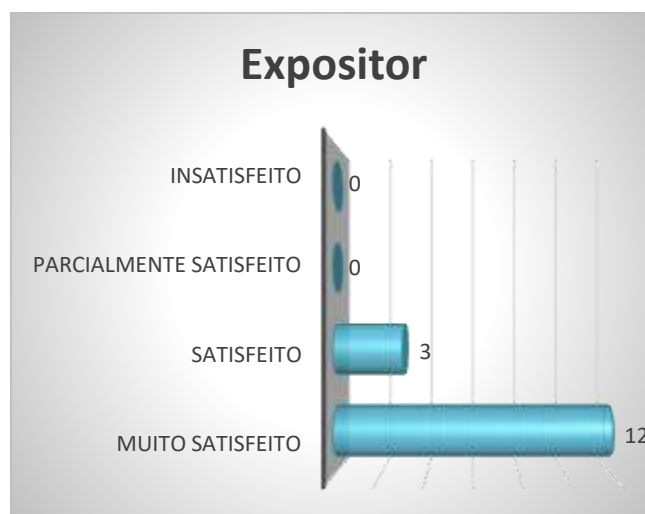 Expositor
INSATISFEITO 0
PARCIALMENTE SATISFEITO 0
SATISFEITO 3
MUITO SATISFEITO 12